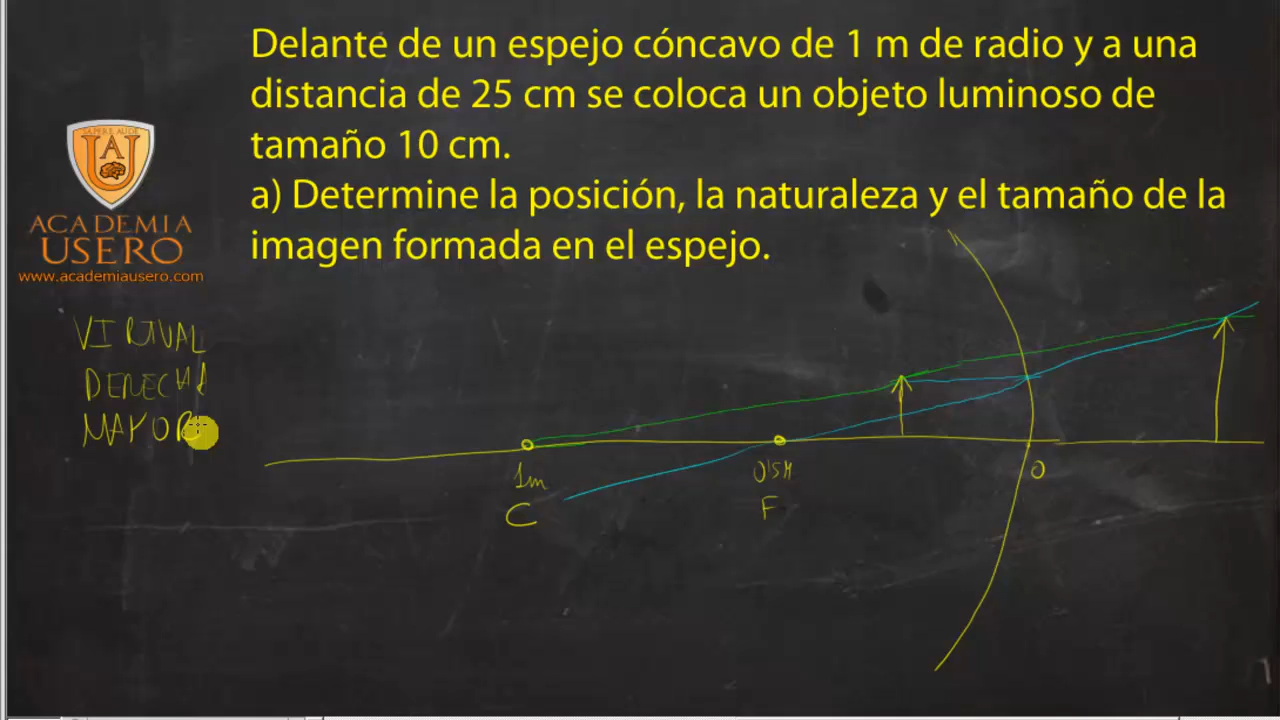 Delante de un espejo cóncavo de 1 m de radio y a una
distancia de 25 cm se coloca un objeto luminoso de
tamaño 10 cm.
a) Determine la posición, la naturaleza y el tamaño de la
imagen formada en el espejo.
SAPERE AUDE
UA
ACADEMIA
USERO
www.academiausero.com
VIRTUAL
DERECHA
MAYOR
1m
C
0'5M
F
O